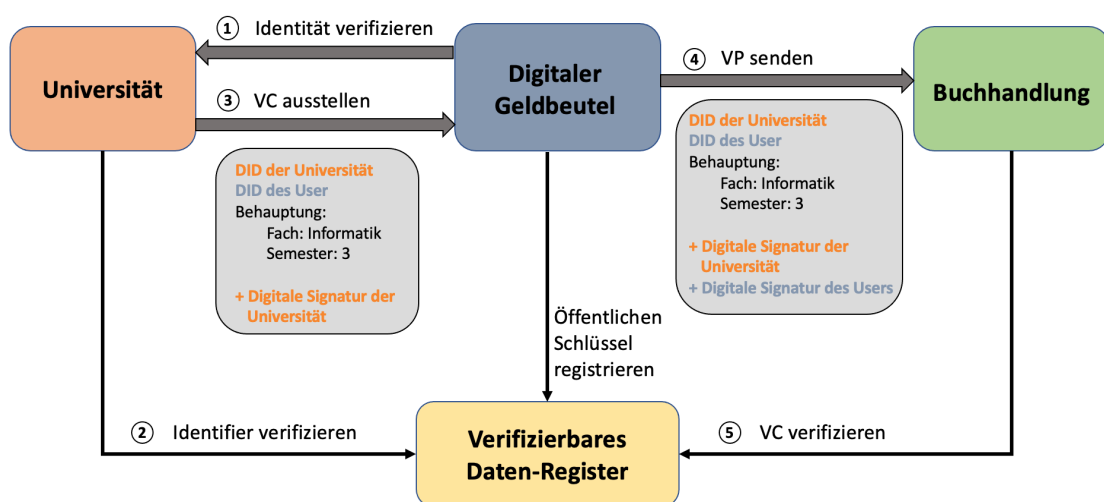 ① Identität verifizieren
Universität
③ VC ausstellen
Digitaler
Geldbeutel
④ VP senden
Buchhandlung
DID der Universität
DID des User
Behauptung:
Fach: Informatik
Semester: 3
+ Digitale Signatur der
Universität
DID der Universität
DID des User
Behauptung:
Fach: Informatik
Semester: 3
+ Digitale Signatur der
Universität
+ Digitale Signatur des Users
Öffentlichen
Schlüssel
registrieren
② Identifier verifizieren
Verifizierbares
Daten-Register
⑤ VC verifizieren